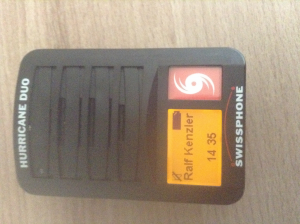 HURRICANE DUO
Ralf Kenzler
14 35
SWISSPHONE